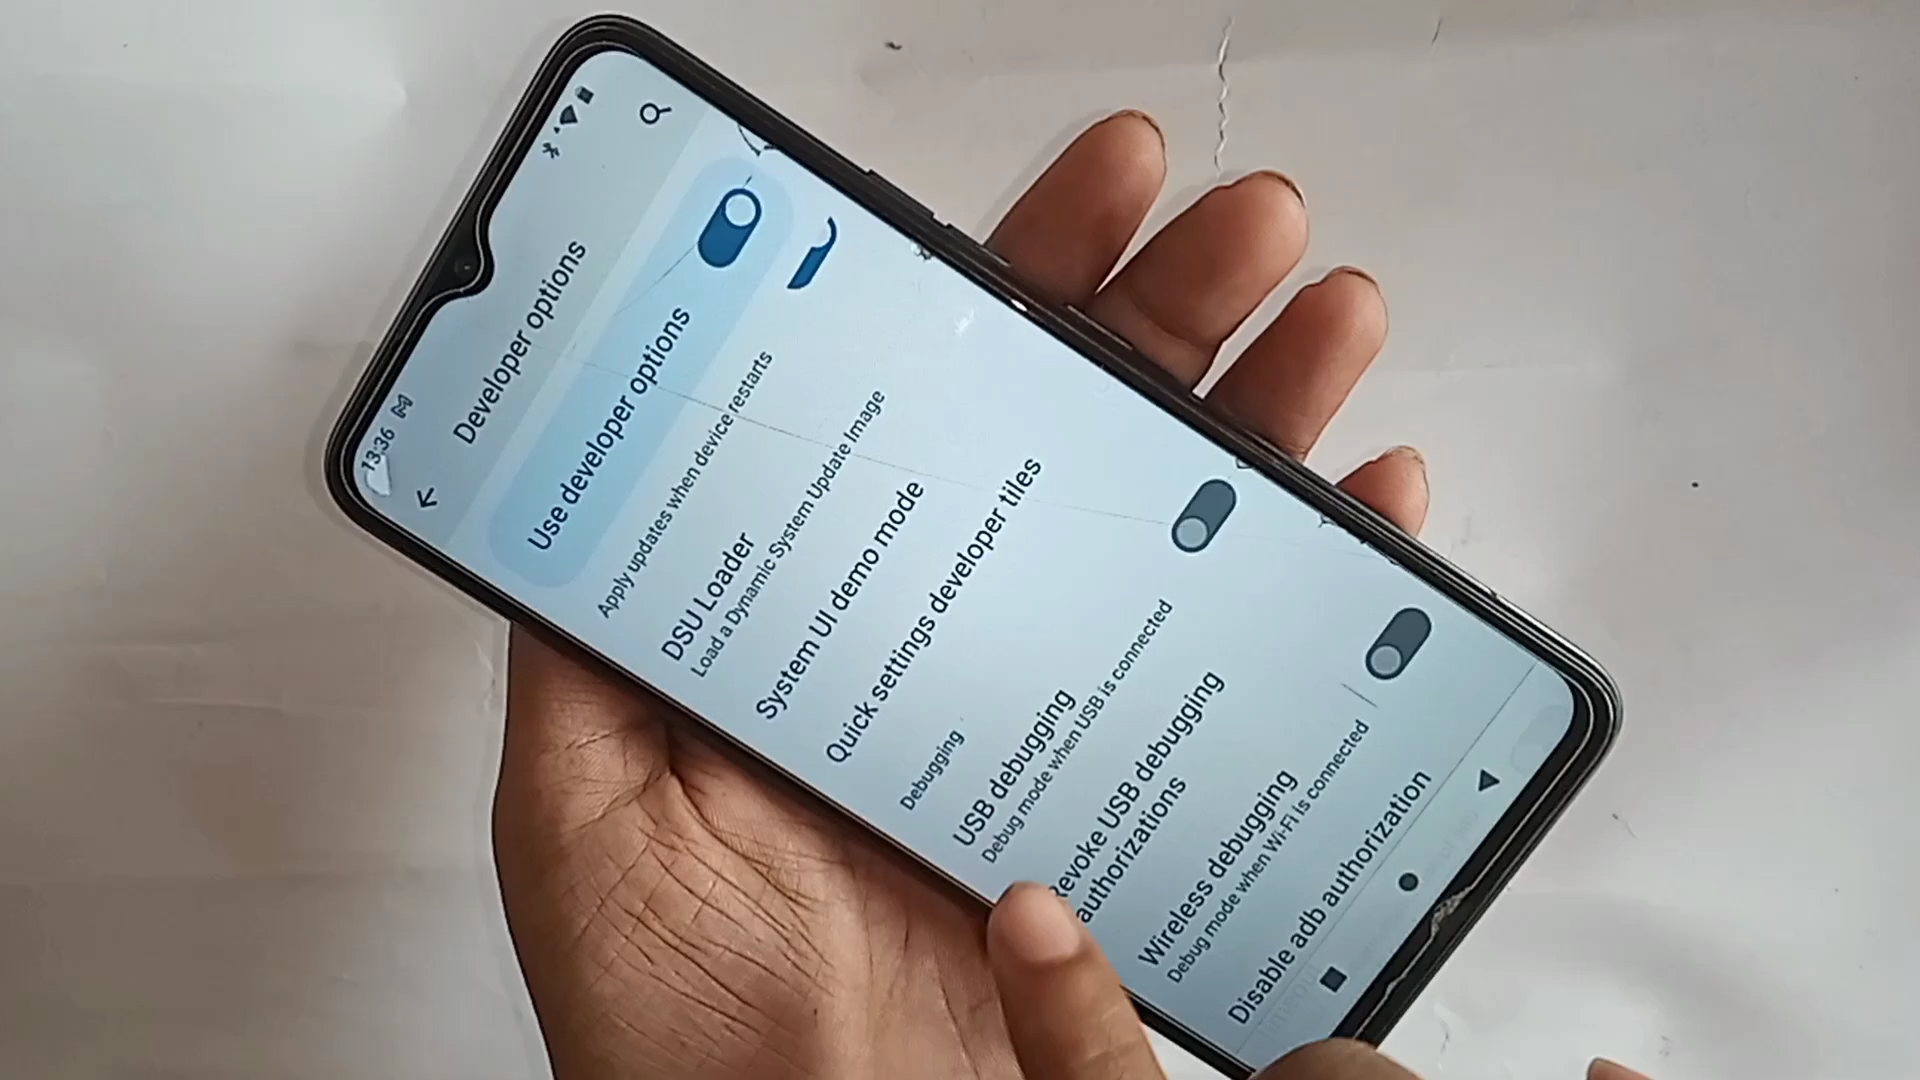 13:36
Developer options
Use developer options
Apply updates when device restarts
DSU Loader
Load a Dynamic System Update Image
System UI demo mode
Quick settings developer tiles
Debugging
USB debugging
Debug mode when USB is connected
Revoke USB debugging
authorizations
Wireless debugging
Debug mode when Wi-Fi is connected
Disable adb authorization